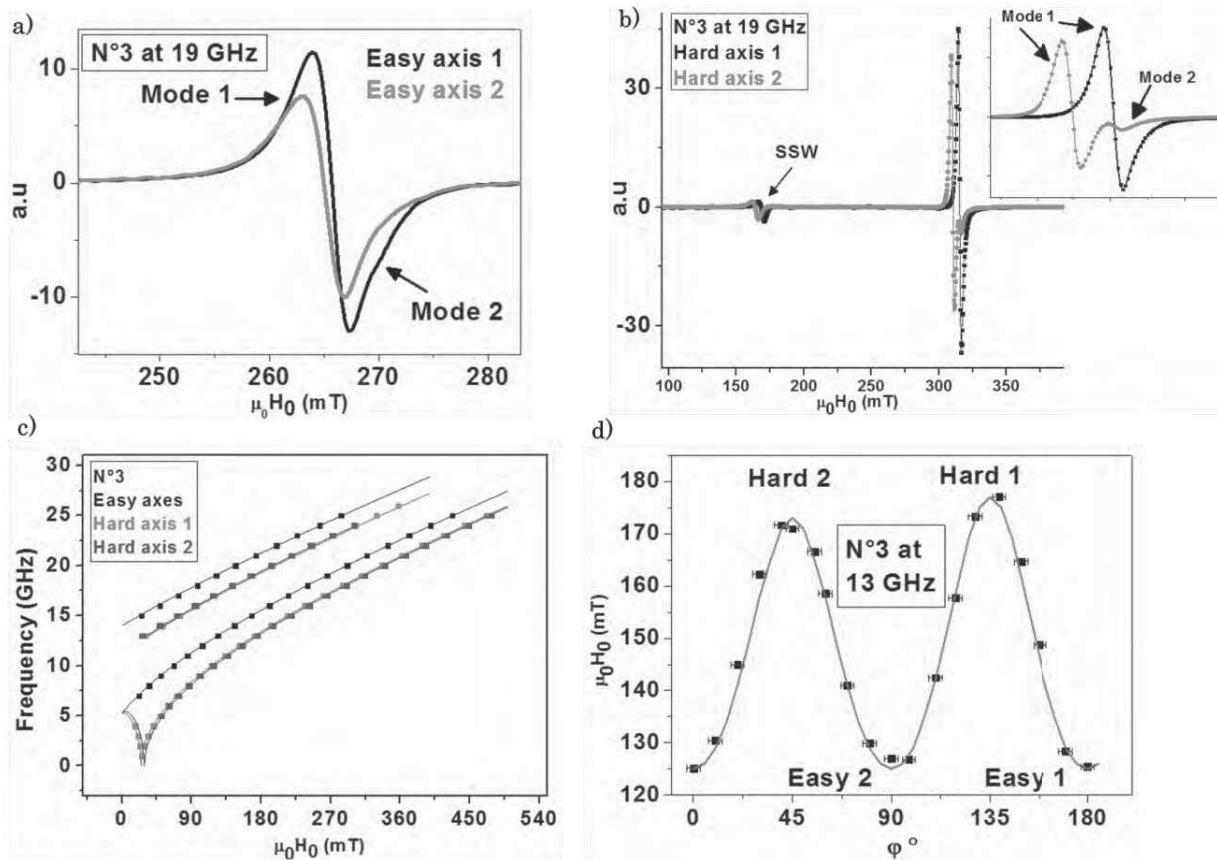 a)
N°3 at 19 GHz
Easy axis 1
Easy axis 2
Mode 1
Mode 2
10
0
-10
a.u
250
260
270
280
μ₀H₀ (mT)
b)
N°3 at 19 GHz
Hard axis 1
Hard axis 2
Mode 1
Mode 2
SSW
45
30
0
-30
a.u
100
150
200
250
300
350
μ₀H₀ (mT)
c)
N°3
Easy axes
Hard axis 1
Hard axis 2
30
25
20
15
10
5
0
Frequency (GHz)
0
90
180
270
360
450
540
μ₀H₀ (mT)
d)
Hard 2
Hard 1
N°3 at
13 GHz
Easy 2
Easy 1
180
170
160
150
140
130
120
μ₀H₀ (mT)
0
45
90
135
180
φ °